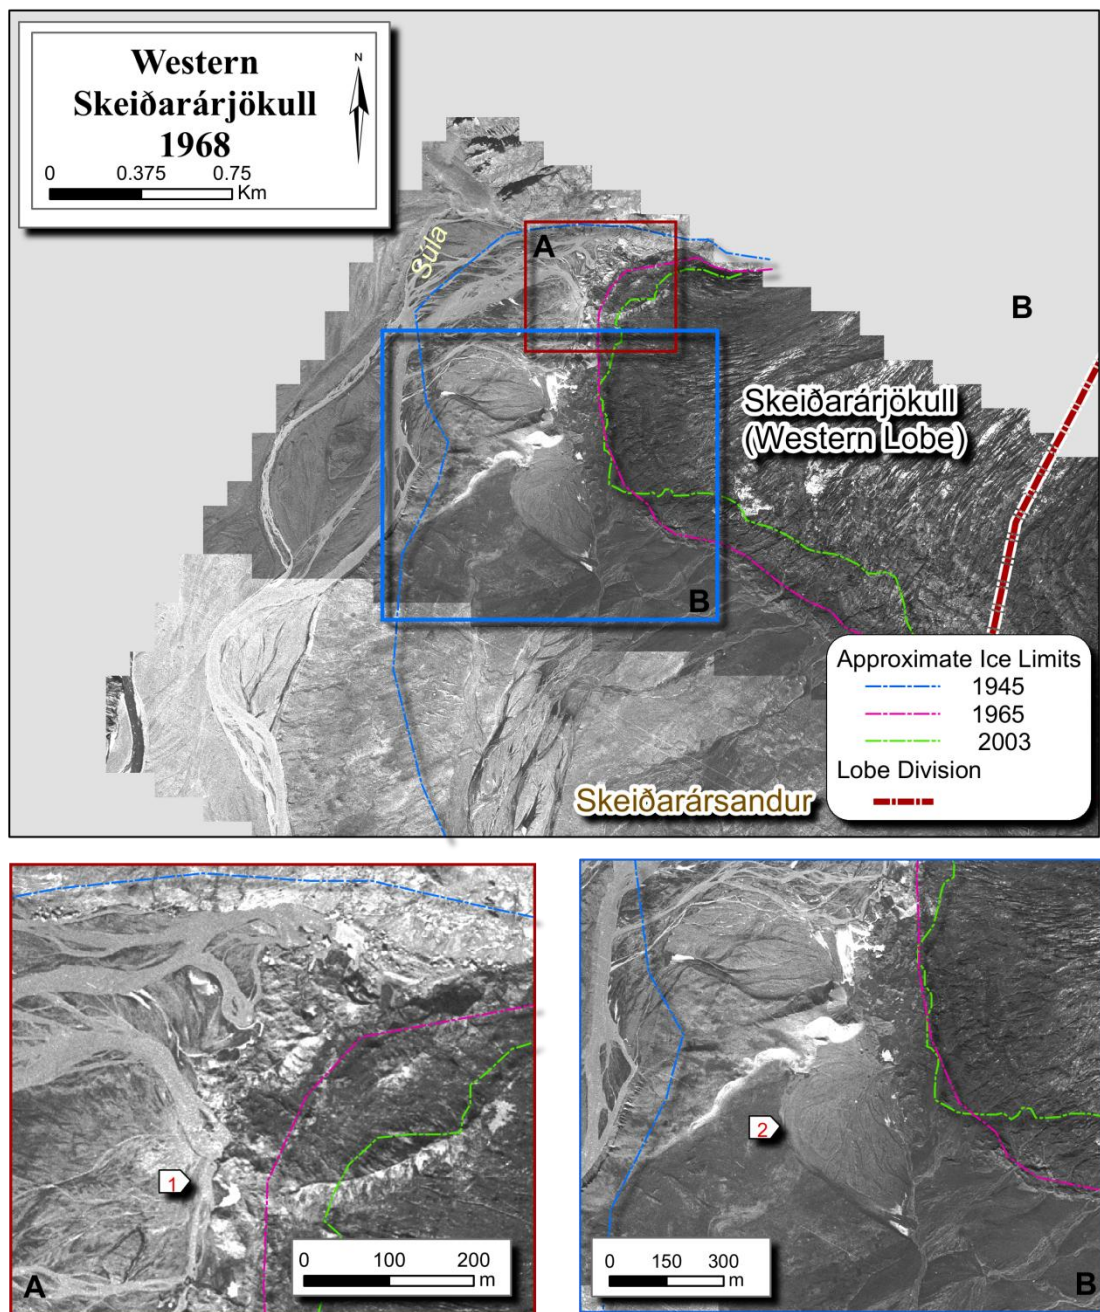 Western
Skeiðarárjökull
1968
N
0 0.375 0.75
Km
Súla
A
B
Skeiðarárjökull
(Western Lobe)
B
Approximate Ice Limits
1945
1965
2003
Lobe Division
Skeiðarársandur
1
2
0 100 200
m
0 150 300
m
A
B